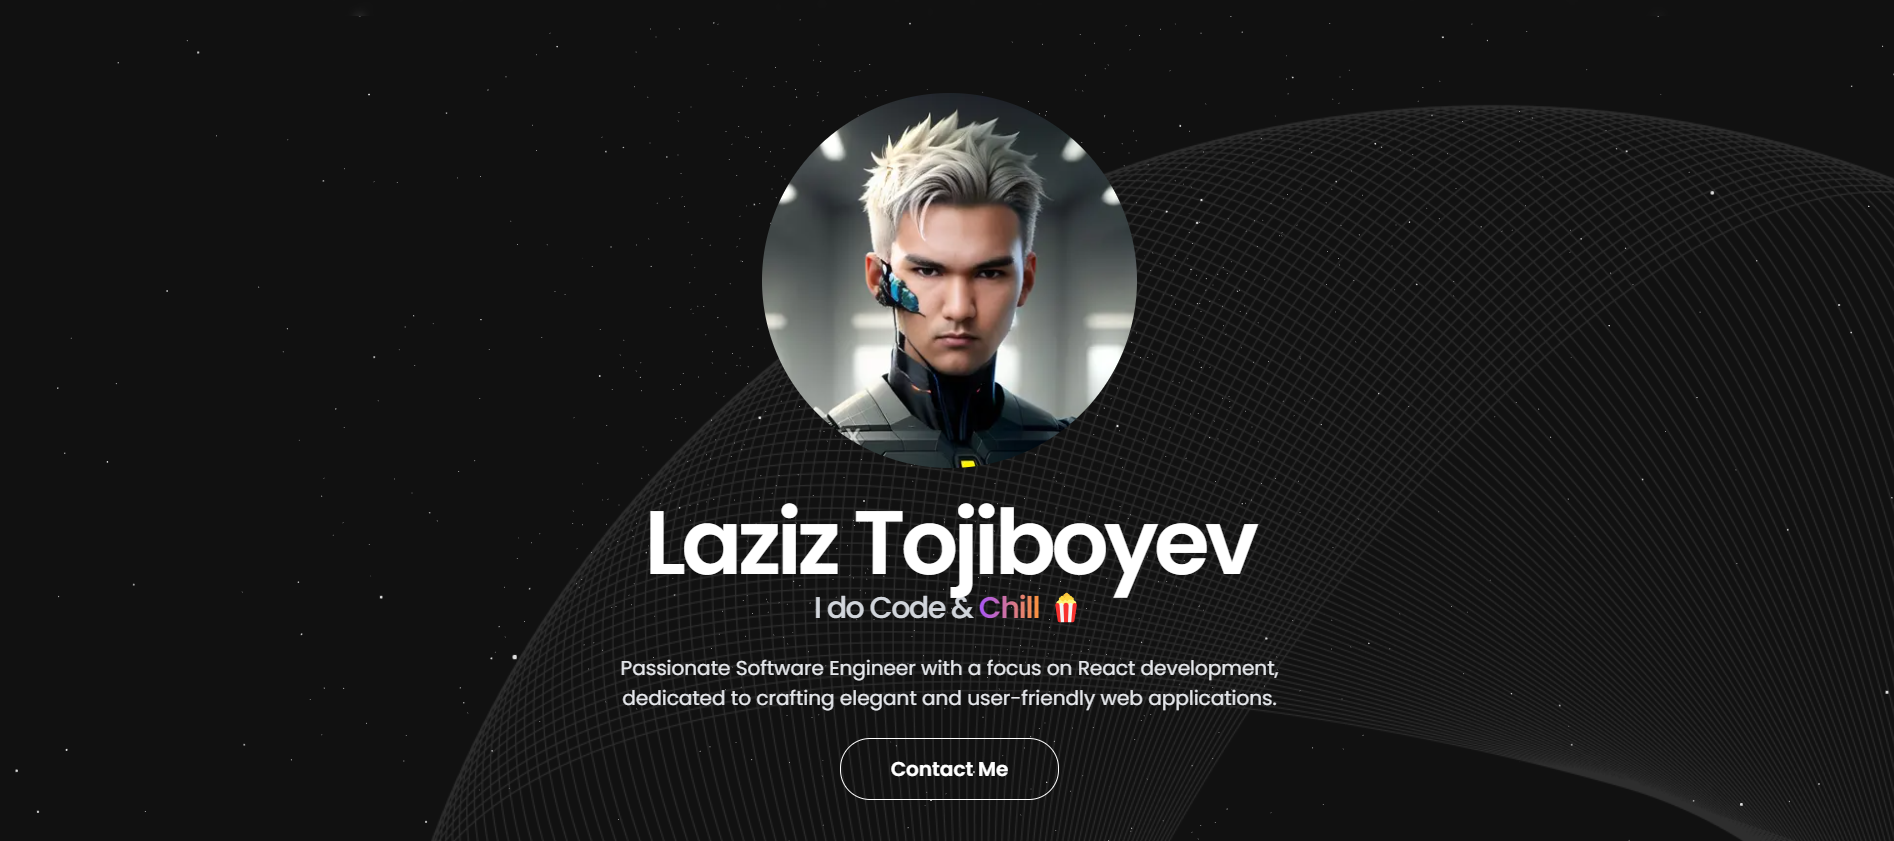 Laziz Tojiboyev
I do Code & Chill 🍿
Passionate Software Engineer with a focus on React development,
dedicated to crafting elegant and user-friendly web applications.
Contact Me